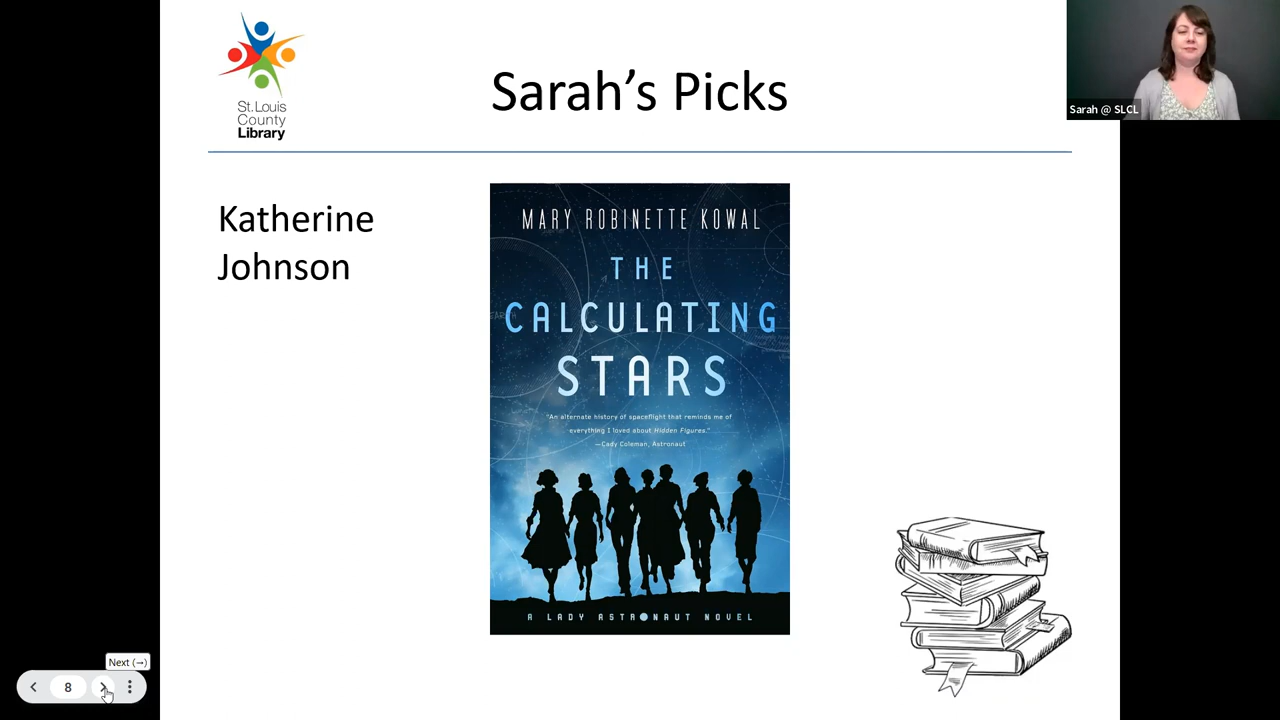 St.Louis
County
Library
Sarah's Picks
Sarah @ SLCL
Katherine
Johnson
MARY ROBINETTE KOWAL
THE
CALCULATING
STARS
"An alternate history of spaceflight that reminds me of
everything I loved about Hidden Figures."
—Cady Coleman, Astronaut
A LADY ASTRONAUT NOVEL
Next (→)
8